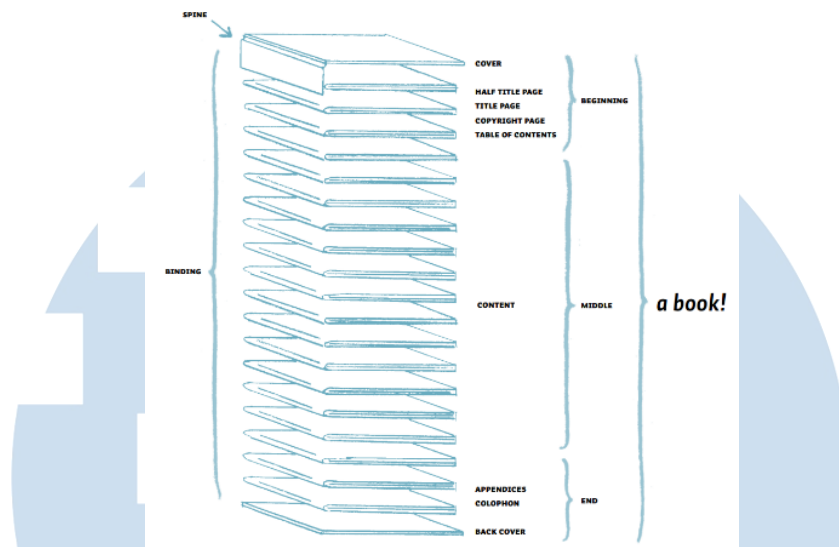 SPINE
COVER
HALF TITLE PAGE
TITLE PAGE
COPYRIGHT PAGE
TABLE OF CONTENTS
BEGINNING
BINDING
CONTENT
MIDDLE
a book!
APPENDICES
COLOPHON
END
BACK COVER